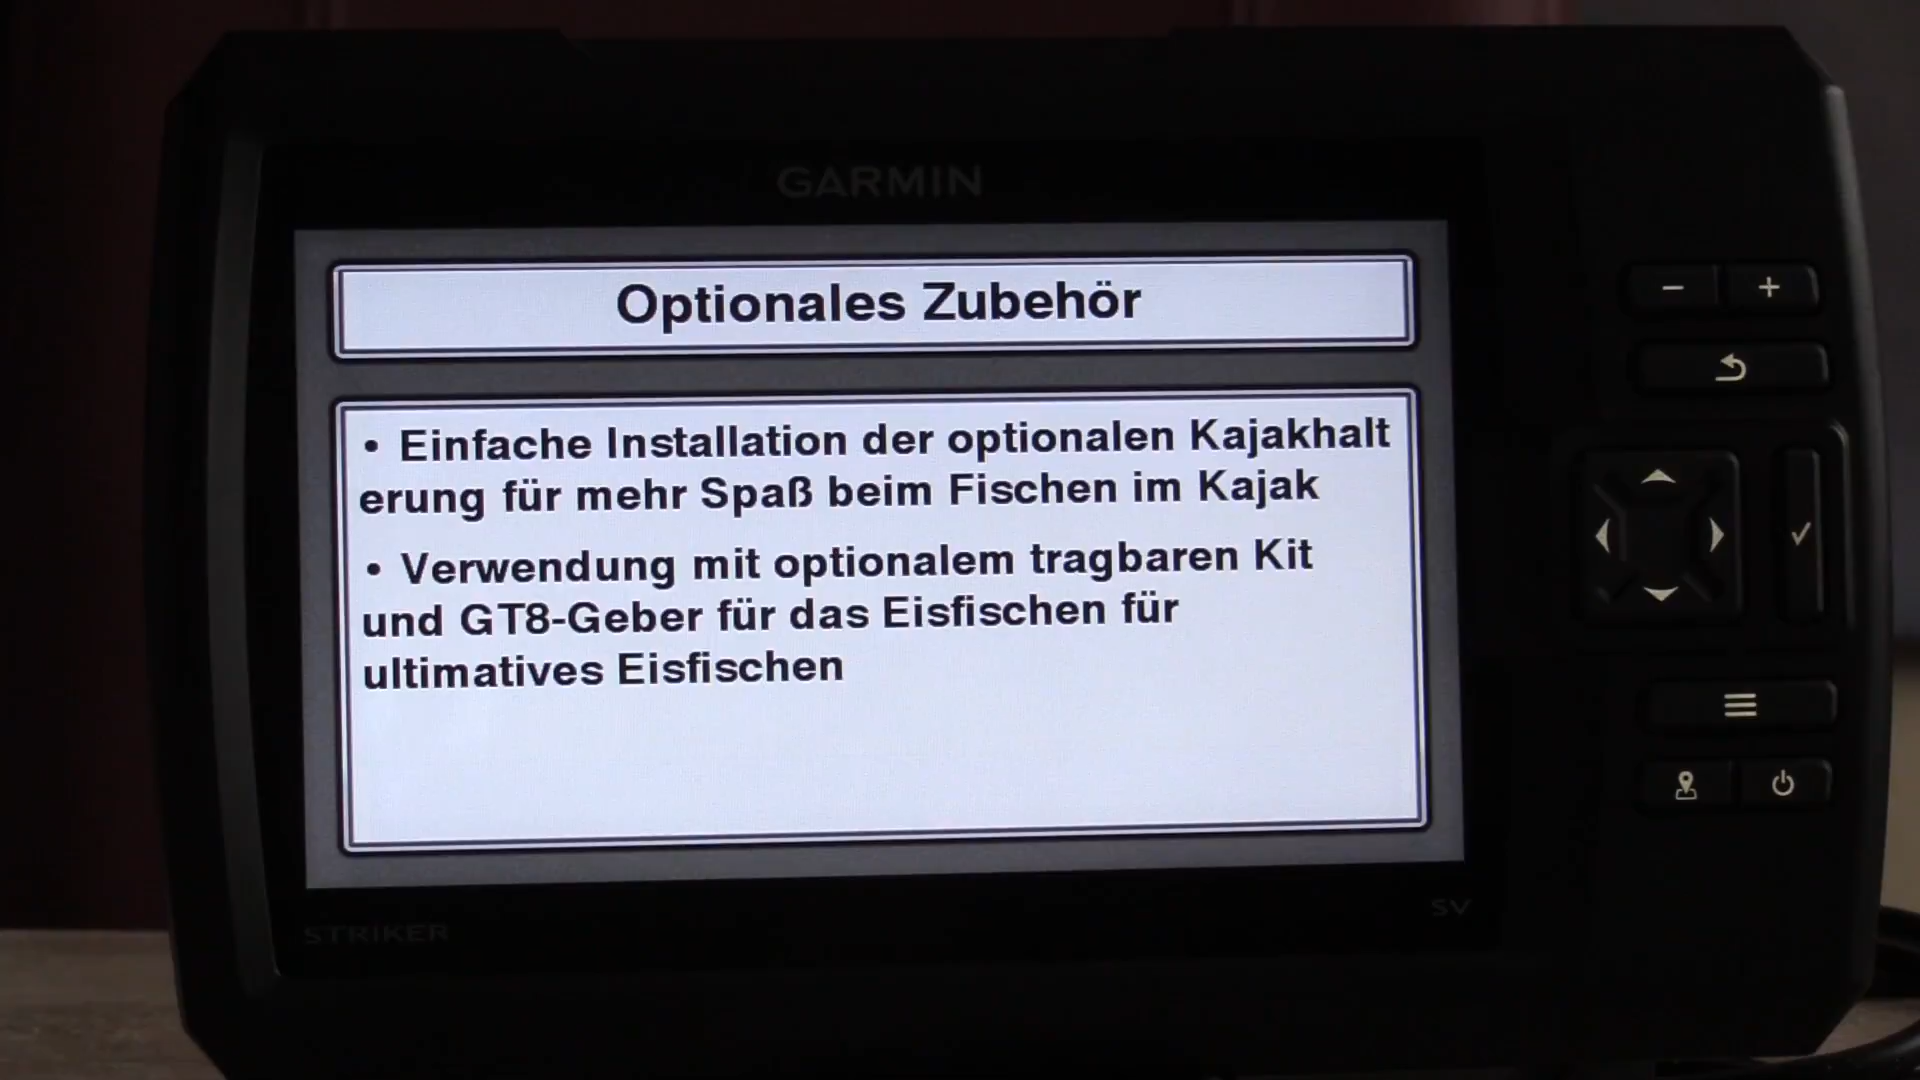 GARMIN
Optionales Zubehör
• Einfache Installation der optionalen Kajakhalt
erung für mehr Spaß beim Fischen im Kajak
• Verwendung mit optionalem tragbaren Kit
und GT8-Geber für das Eisfischen für
ultimatives Eisfischen
STRIKER
SV